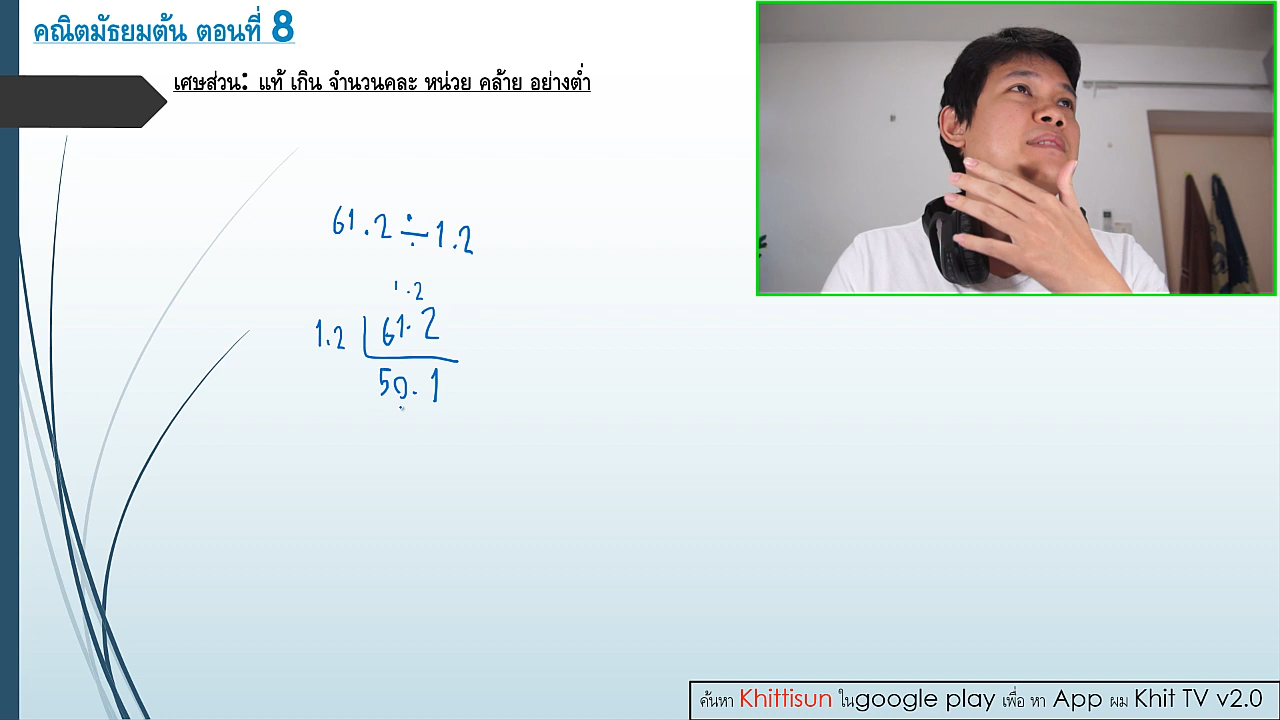 คณิตมัธยมต้น ตอนที่ 8
เศษส่วน: แท้ เกิน จำนวนคละ หน่วย คล้าย อย่างต่ำ
61.2 ÷ 1.2
1.2
1.2 61.2
50.1
ค้นหา Khittisun ในgoogle play เพื่อ หา App ผม Khit TV v2.0